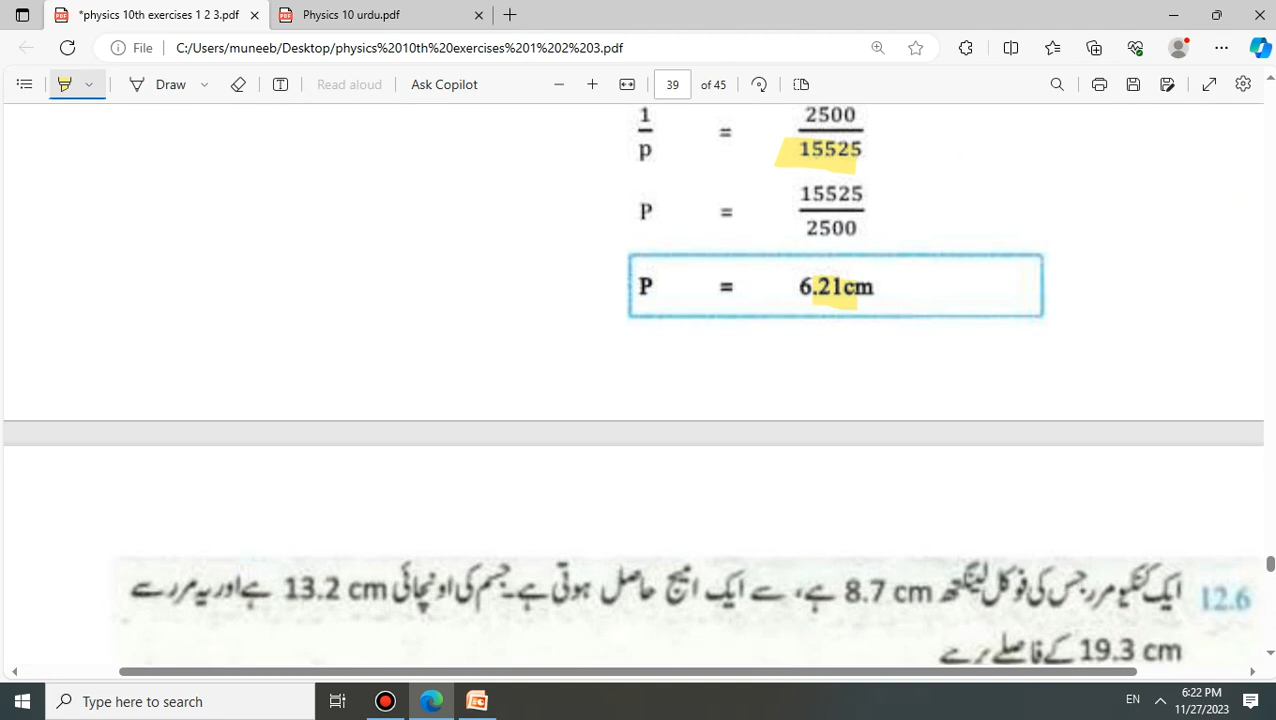 *physics 10th exercises 1 2 3.pdf
Physics 10 urdu.pdf
File
C:/Users/muneeb/Desktop/physics%2010th%20exercises%201%202%203.pdf
Draw
Read aloud
Ask Copilot
39 of 45
1/p = 2500/15525
P = 15525/2500
P = 6.21cm
12.6 ایک کنکیو مرر جس کی فوکل لینگتھ 8.7 cm ہے، سے ایک امیج حاصل ہوتی ہے۔ جسم کی اونچائی 13.2 cm ہے اور یہ مرر سے
19.3 cm کے فاصلے پر ہے
Type here to search
EN
6:22 PM
11/27/2023